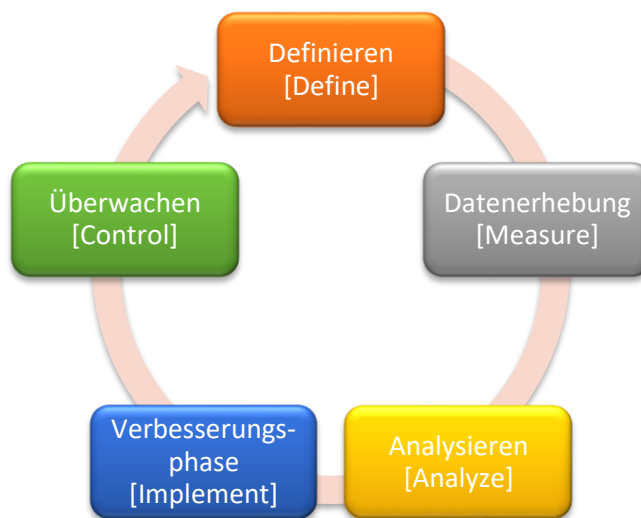 Definieren
[Define]
Datenerhebung
[Measure]
Analysieren
[Analyze]
Verbesserungs-
phase
[Implement]
Überwachen
[Control]